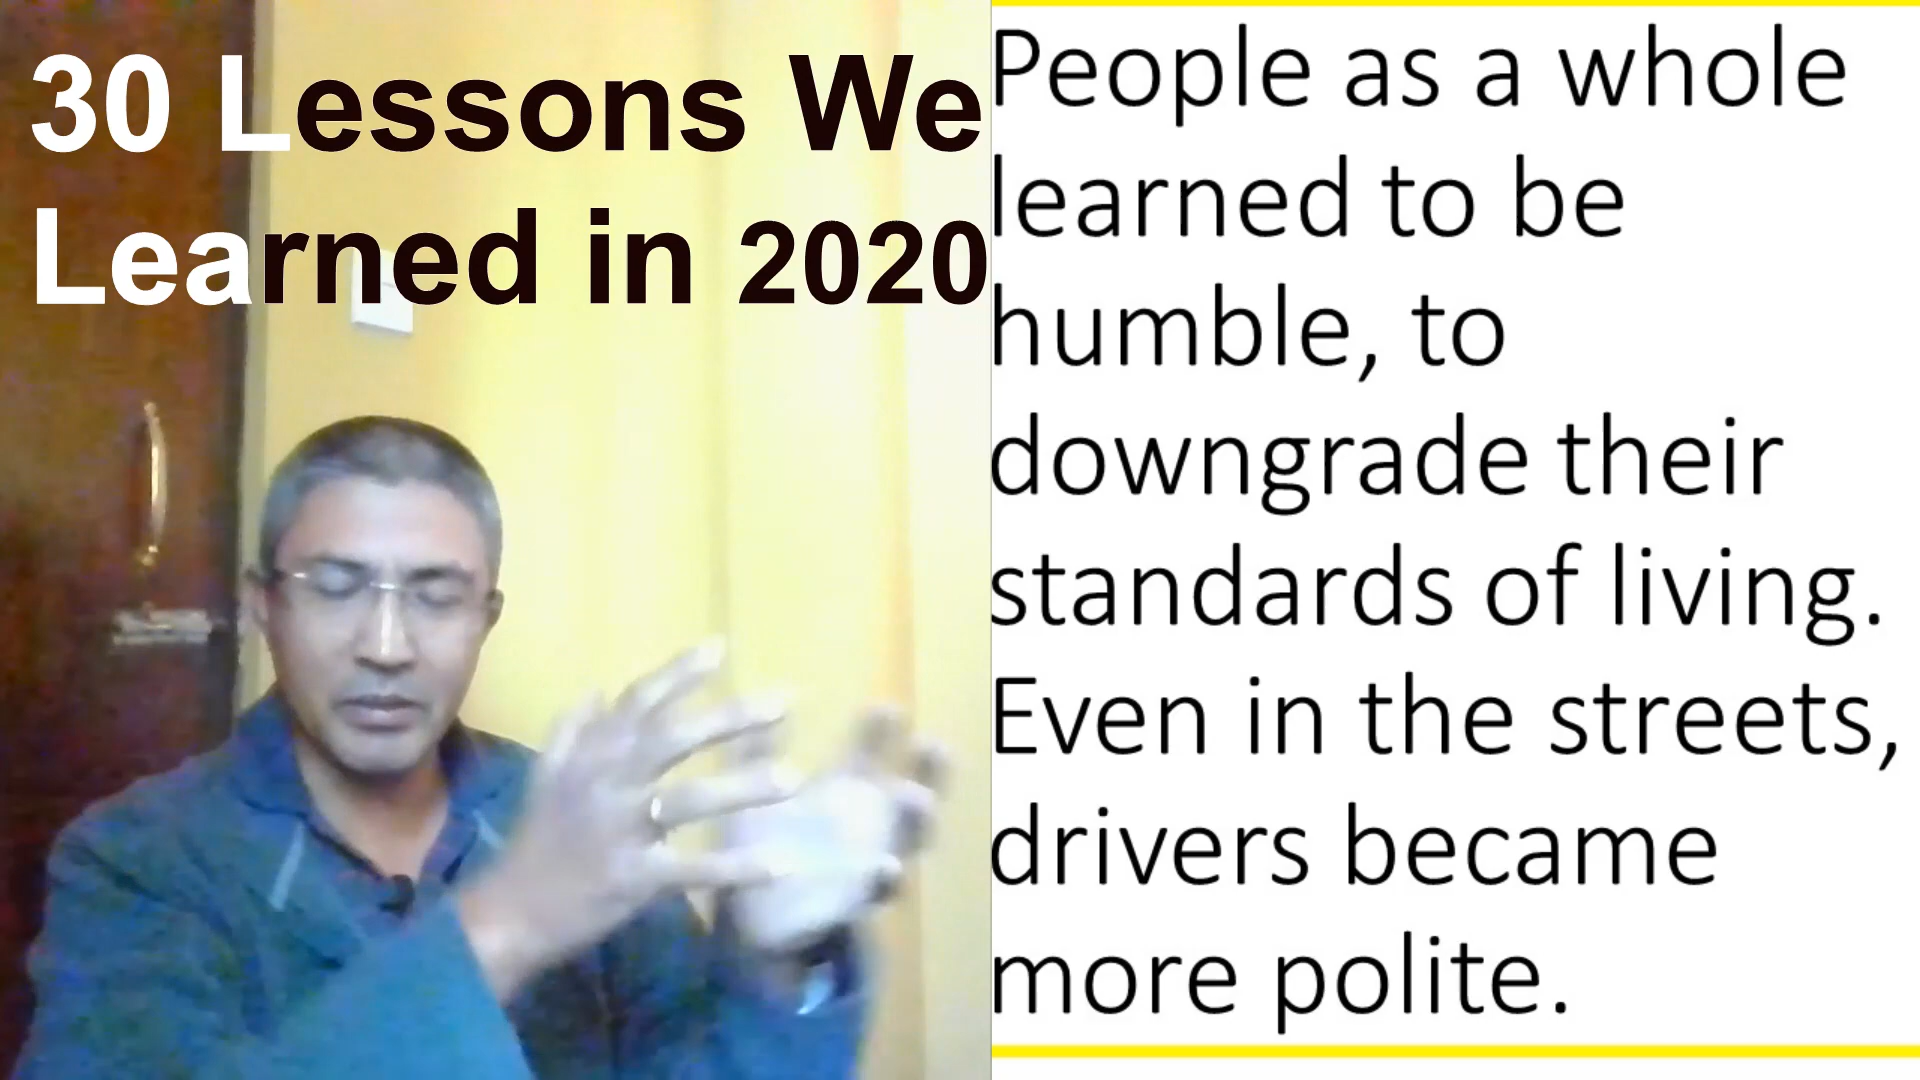 30 Lessons We
Learned in 2020
People as a whole
learned to be
humble, to
downgrade their
standards of living.
Even in the streets,
drivers became
more polite.